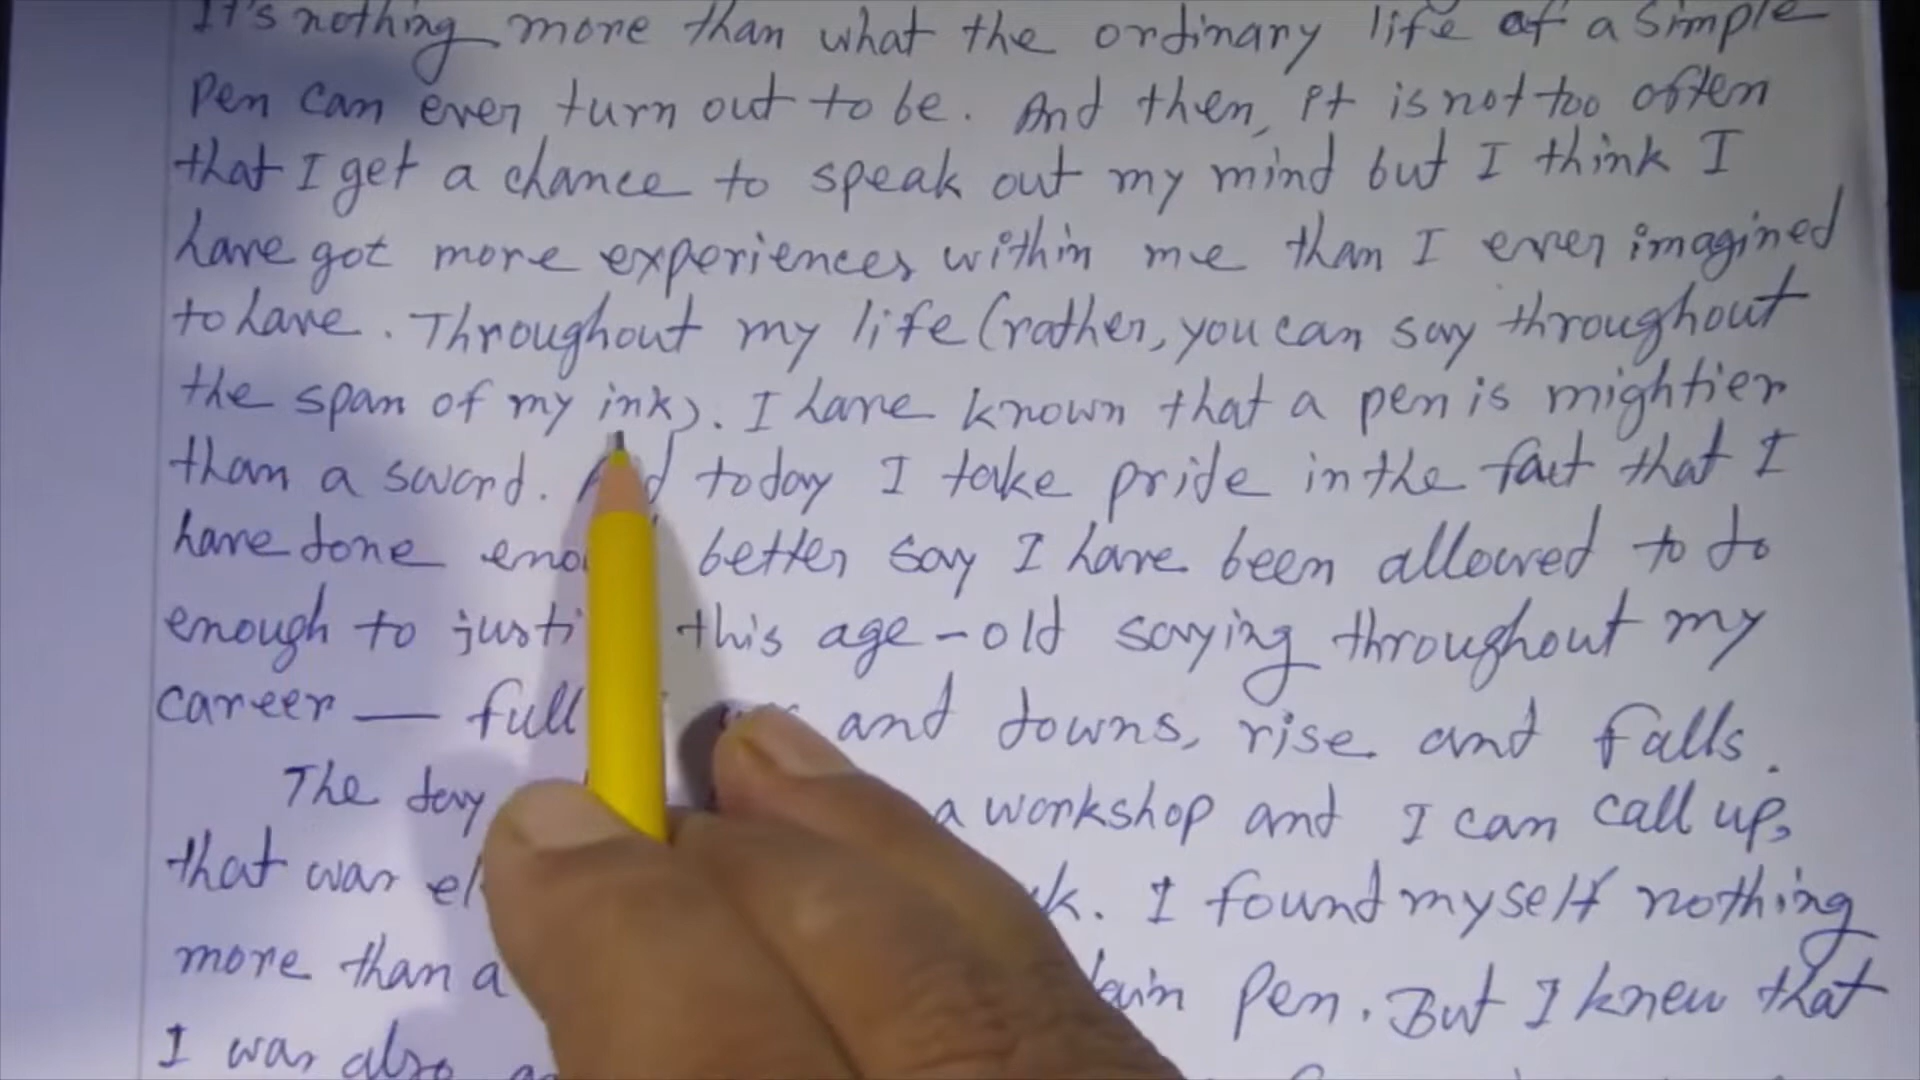 It's nothing more than what the ordinary life of a simple
pen can ever turn out to be. And then, it is not too often
that I get a chance to speak out my mind but I think I
have got more experiences within me than I ever imagined
to have. Throughout my life (rather, you can say throughout
the span of my ink). I have known that a pen is mightier
than a sword. today I take pride in the fact that I
have done better say I have been allowed to do
enough to this age-old saying throughout my
career — full and downs, rise and falls.
The day a workshop and I can call up,
that was I found myself nothing
more than a Pen. But I knew that
I was also